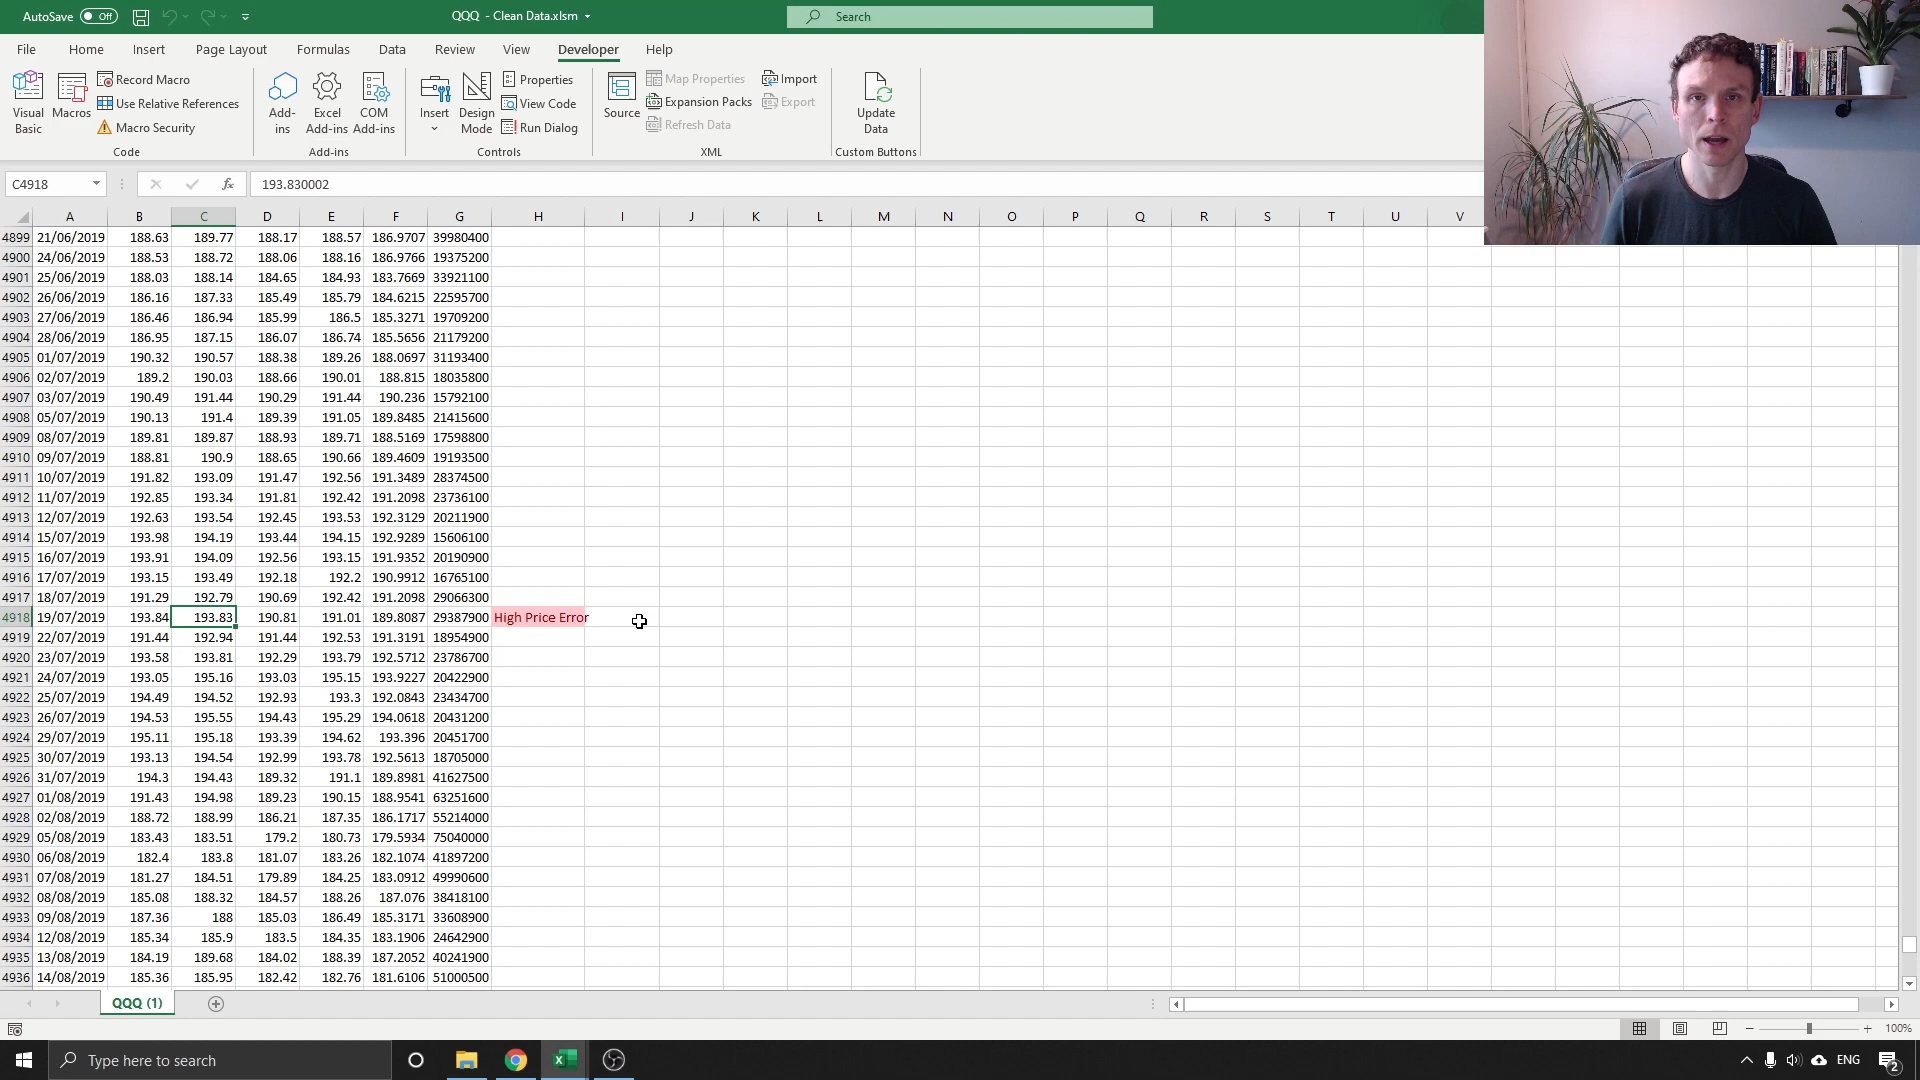 AutoSave Off QQQ - Clean Data.xlsm Search
File Home Insert Page Layout Formulas Data Review View Developer Help
Visual Basic
Macros
Record Macro
Use Relative References
Macro Security
Code
Add-ins
Excel Add-ins
COM Add-ins
Add-ins
Insert
Design Mode
Properties
View Code
Run Dialog
Controls
Source
Map Properties
Expansion Packs
Refresh Data
Import
Export
XML
Update Data
Custom Buttons
C4918 fx 193.830002
A B C D E F G H I J K L M N O P Q R S T U V
4899 21/06/2019 188.63 189.77 188.17 188.57 186.9707 39980400
4900 24/06/2019 188.53 188.72 188.06 188.16 186.9766 19375200
4901 25/06/2019 188.03 188.14 184.65 184.93 183.7669 33921100
4902 26/06/2019 186.16 187.33 185.49 185.79 184.6215 22595700
4903 27/06/2019 186.46 186.94 185.99 186.5 185.3271 19709200
4904 28/06/2019 186.95 187.15 186.07 186.74 185.5656 21179200
4905 01/07/2019 190.32 190.57 188.38 189.26 188.0697 31193400
4906 02/07/2019 189.2 190.03 188.66 190.01 188.815 18035800
4907 03/07/2019 190.49 191.44 190.29 191.44 190.236 15792100
4908 05/07/2019 190.13 191.4 189.39 191.05 189.8485 21415600
4909 08/07/2019 189.81 189.87 188.93 189.71 188.5169 17598800
4910 09/07/2019 188.81 190.9 188.65 190.66 189.4609 19193500
4911 10/07/2019 191.82 193.09 191.47 192.56 191.3489 28374500
4912 11/07/2019 192.85 193.34 191.81 192.42 191.2098 23736100
4913 12/07/2019 192.63 193.54 192.45 193.53 192.3129 20211900
4914 15/07/2019 193.98 194.19 193.44 194.15 192.9289 15606100
4915 16/07/2019 193.91 194.09 192.56 193.15 191.9352 20190900
4916 17/07/2019 193.15 193.49 192.18 192.2 190.9912 16765100
4917 18/07/2019 191.29 192.79 190.69 192.42 191.2098 29066300
4918 19/07/2019 193.84 193.83 190.81 191.01 189.8087 29387900 High Price Error
4919 22/07/2019 191.44 192.94 191.44 192.53 191.3191 18954900
4920 23/07/2019 193.58 193.81 192.29 193.79 192.5712 23786700
4921 24/07/2019 193.05 195.16 193.03 195.15 193.9227 20422900
4922 25/07/2019 194.49 194.52 192.93 193.3 192.0843 23434700
4923 26/07/2019 194.53 195.55 194.43 195.29 194.0618 20431200
4924 29/07/2019 195.11 195.18 193.39 194.62 193.396 20451700
4925 30/07/2019 193.13 194.54 192.99 193.78 192.5613 18705000
4926 31/07/2019 194.3 194.43 189.32 191.1 189.8981 41627500
4927 01/08/2019 191.43 194.98 189.23 190.15 188.9541 63251600
4928 02/08/2019 188.72 188.99 186.21 187.35 186.1717 55214000
4929 05/08/2019 183.43 183.51 179.2 180.73 179.5934 75040000
4930 06/08/2019 182.4 183.8 181.07 183.26 182.1074 41897200
4931 07/08/2019 181.27 184.51 179.89 184.25 183.0912 49990600
4932 08/08/2019 185.08 188.32 184.57 188.26 187.076 38418100
4933 09/08/2019 187.36 188 185.03 186.49 185.3171 33608900
4934 12/08/2019 185.34 185.9 183.5 184.35 183.1906 24642900
4935 13/08/2019 184.19 189.68 184.02 188.39 187.2052 40241900
4936 14/08/2019 185.36 185.95 182.42 182.76 181.6106 51000500
QQQ (1)
100%
Type here to search ENG 2